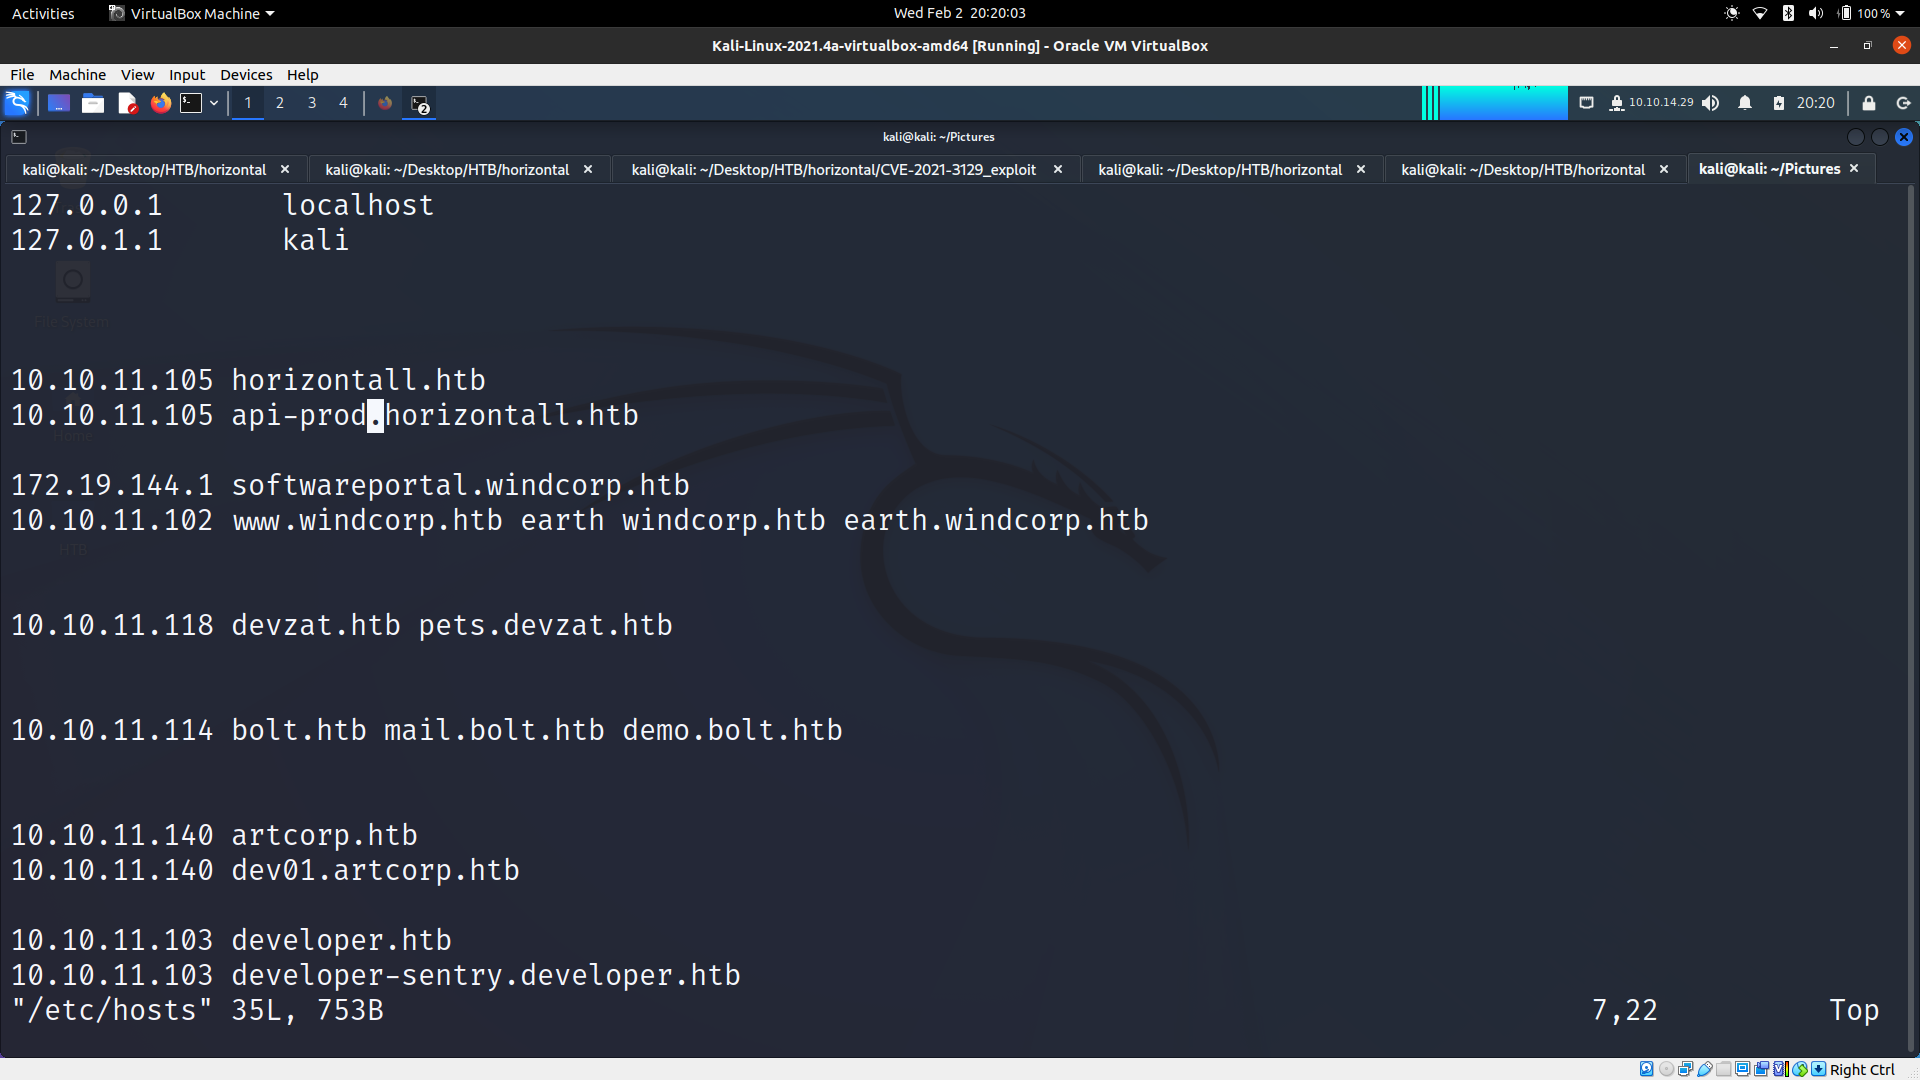 Activities VirtualBox Machine Wed Feb 2 20:20:03 100 %
Kali-Linux-2021.4a-virtualbox-amd64 [Running] - Oracle VM VirtualBox
File Machine View Input Devices Help
1 2 3 4 2 10.10.14.29 20:20
kali@kali: ~/Pictures
kali@kali: ~/Desktop/HTB/horizontal kali@kali: ~/Desktop/HTB/horizontal kali@kali: ~/Desktop/HTB/horizontal/CVE-2021-3129_exploit kali@kali: ~/Desktop/HTB/horizontal kali@kali: ~/Desktop/HTB/horizontal kali@kali: ~/Pictures
127.0.0.1 localhost
127.0.1.1 kali
File System
10.10.11.105 horizontall.htb
10.10.11.105 api-prod.horizontall.htb
Home
172.19.144.1 softwareportal.windcorp.htb
10.10.11.102 www.windcorp.htb earth windcorp.htb earth.windcorp.htb
HTB
10.10.11.118 devzat.htb pets.devzat.htb
10.10.11.114 bolt.htb mail.bolt.htb demo.bolt.htb
10.10.11.140 artcorp.htb
10.10.11.140 dev01.artcorp.htb
10.10.11.103 developer.htb
10.10.11.103 developer-sentry.developer.htb
"/etc/hosts" 35L, 753B 7,22 Top
Right Ctrl